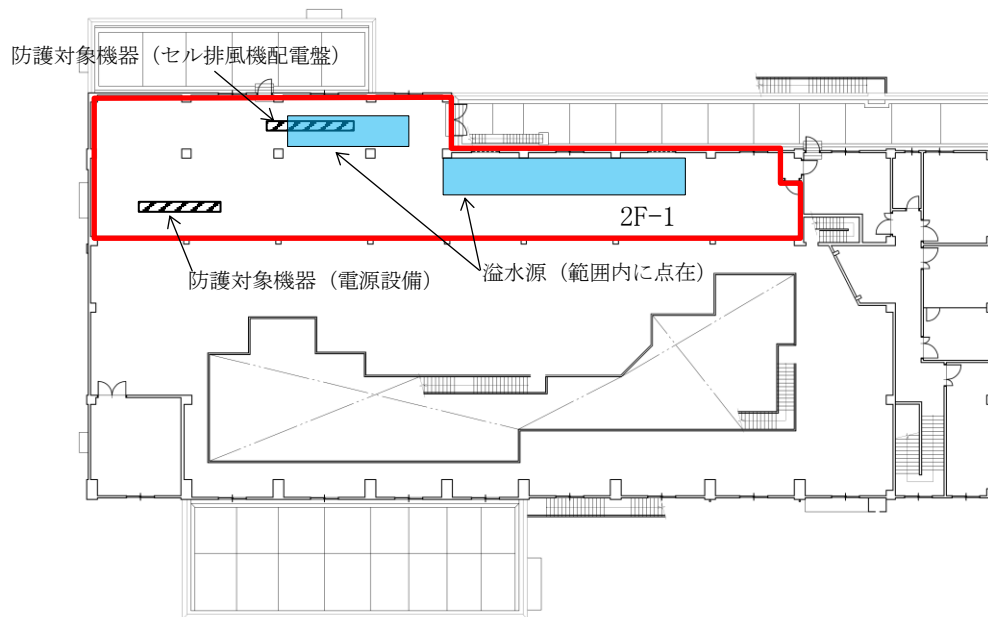 防護対象機器（セル排風機配電盤）
2F-1
防護対象機器（電源設備）
溢水源（範囲内に点在）